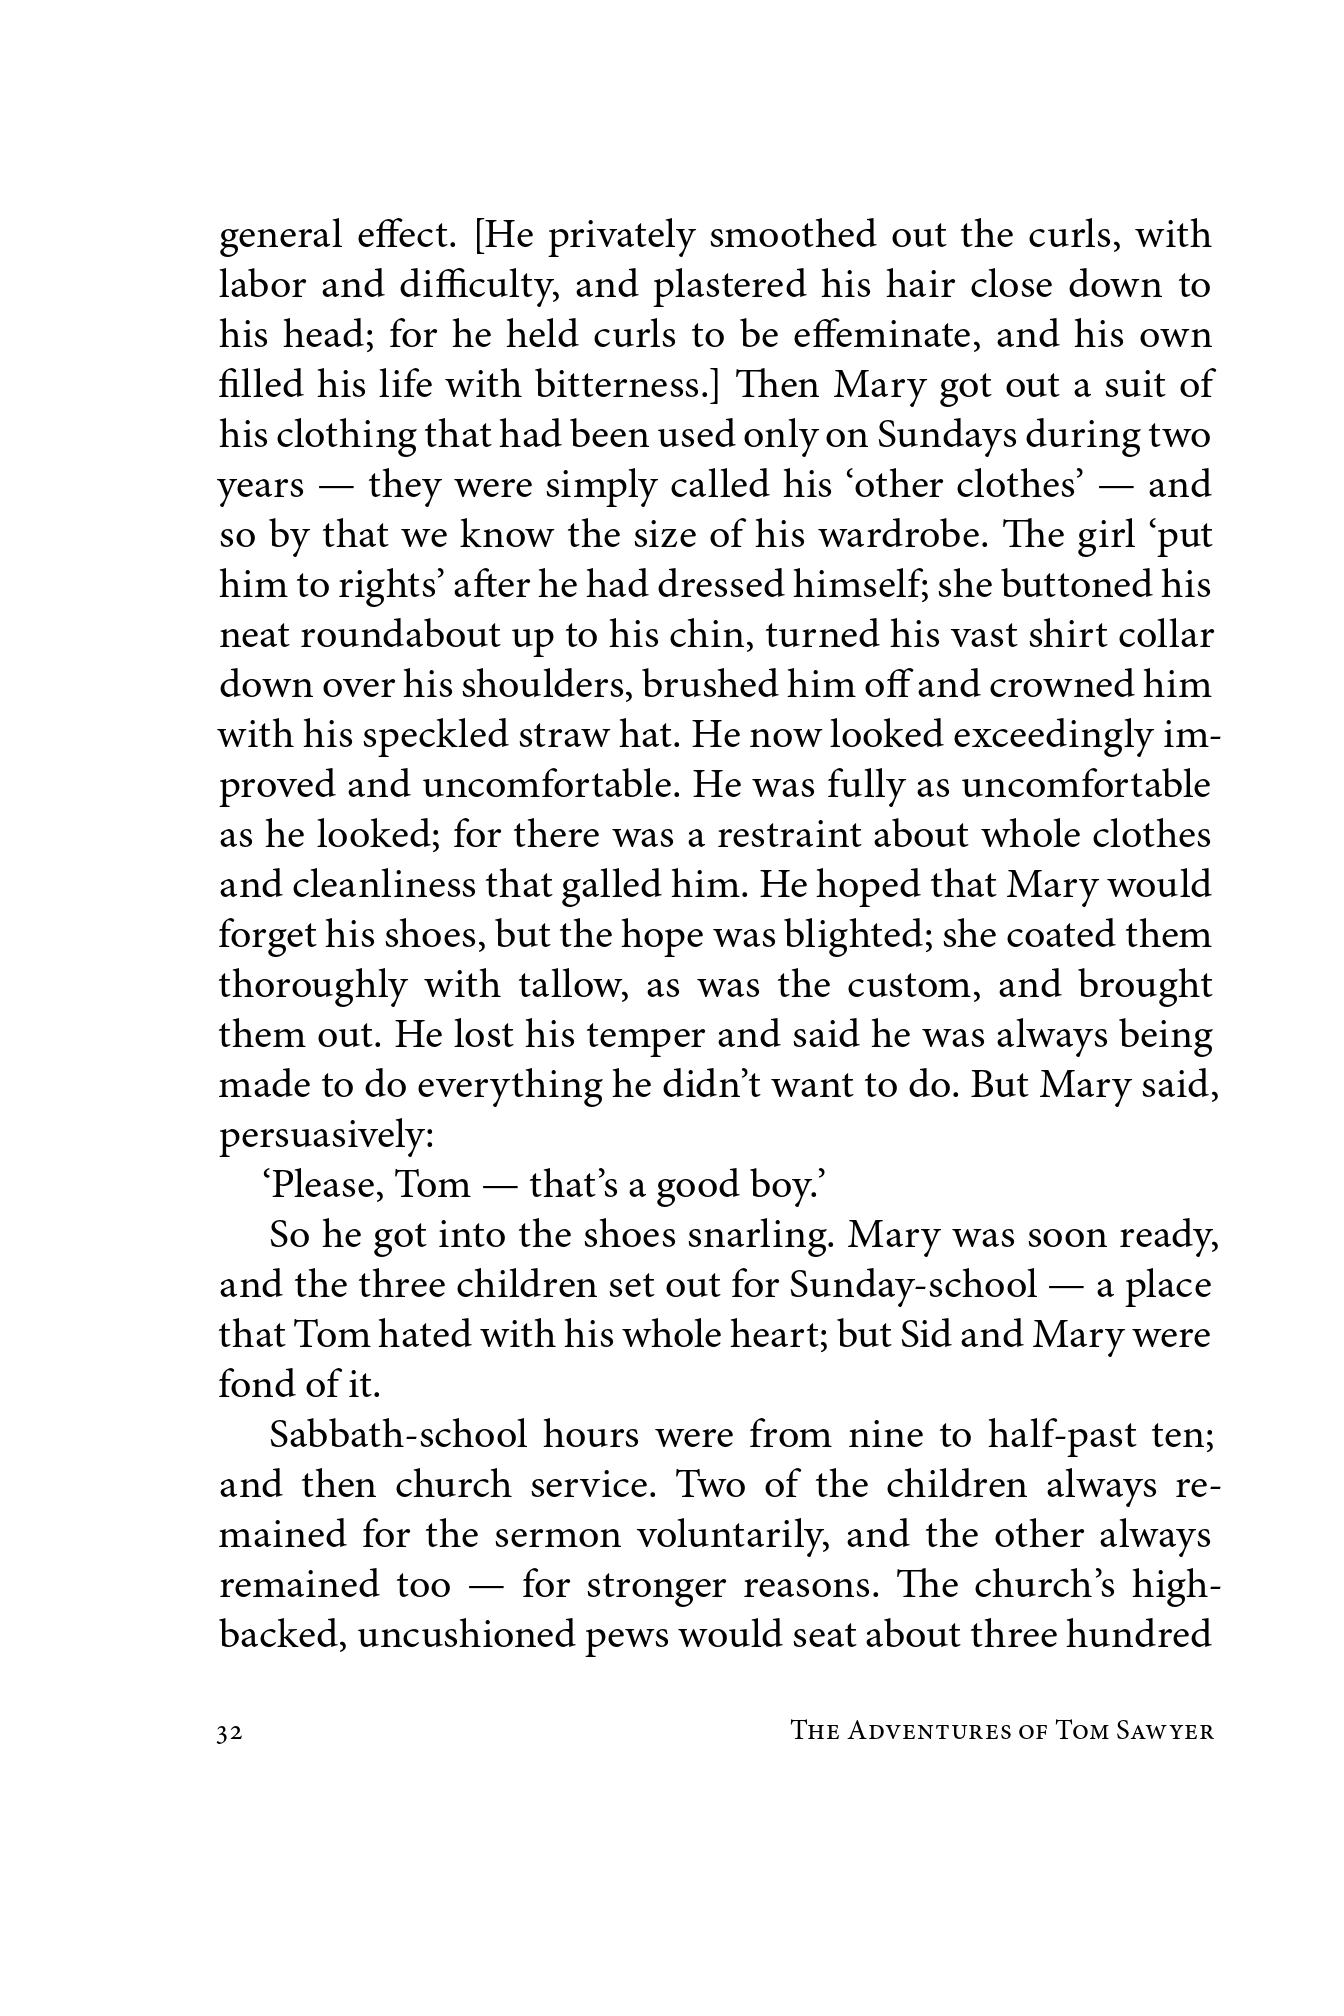 general effect. [He privately smoothed out the curls, with
labor and difficulty, and plastered his hair close down to
his head; for he held curls to be effeminate, and his own
filled his life with bitterness.] Then Mary got out a suit of
his clothing that had been used only on Sundays during two
years — they were simply called his ‘other clothes’ — and
so by that we know the size of his wardrobe. The girl ‘put
him to rights’ after he had dressed himself; she buttoned his
neat roundabout up to his chin, turned his vast shirt collar
down over his shoulders, brushed him off and crowned him
with his speckled straw hat. He now looked exceedingly im-
proved and uncomfortable. He was fully as uncomfortable
as he looked; for there was a restraint about whole clothes
and cleanliness that galled him. He hoped that Mary would
forget his shoes, but the hope was blighted; she coated them
thoroughly with tallow, as was the custom, and brought
them out. He lost his temper and said he was always being
made to do everything he didn’t want to do. But Mary said,
persuasively:
‘Please, Tom — that’s a good boy.’
So he got into the shoes snarling. Mary was soon ready,
and the three children set out for Sunday-school — a place
that Tom hated with his whole heart; but Sid and Mary were
fond of it.
Sabbath-school hours were from nine to half-past ten;
and then church service. Two of the children always re-
mained for the sermon voluntarily, and the other always
remained too — for stronger reasons. The church’s high-
backed, uncushioned pews would seat about three hundred
32 The Adventures of Tom Sawyer